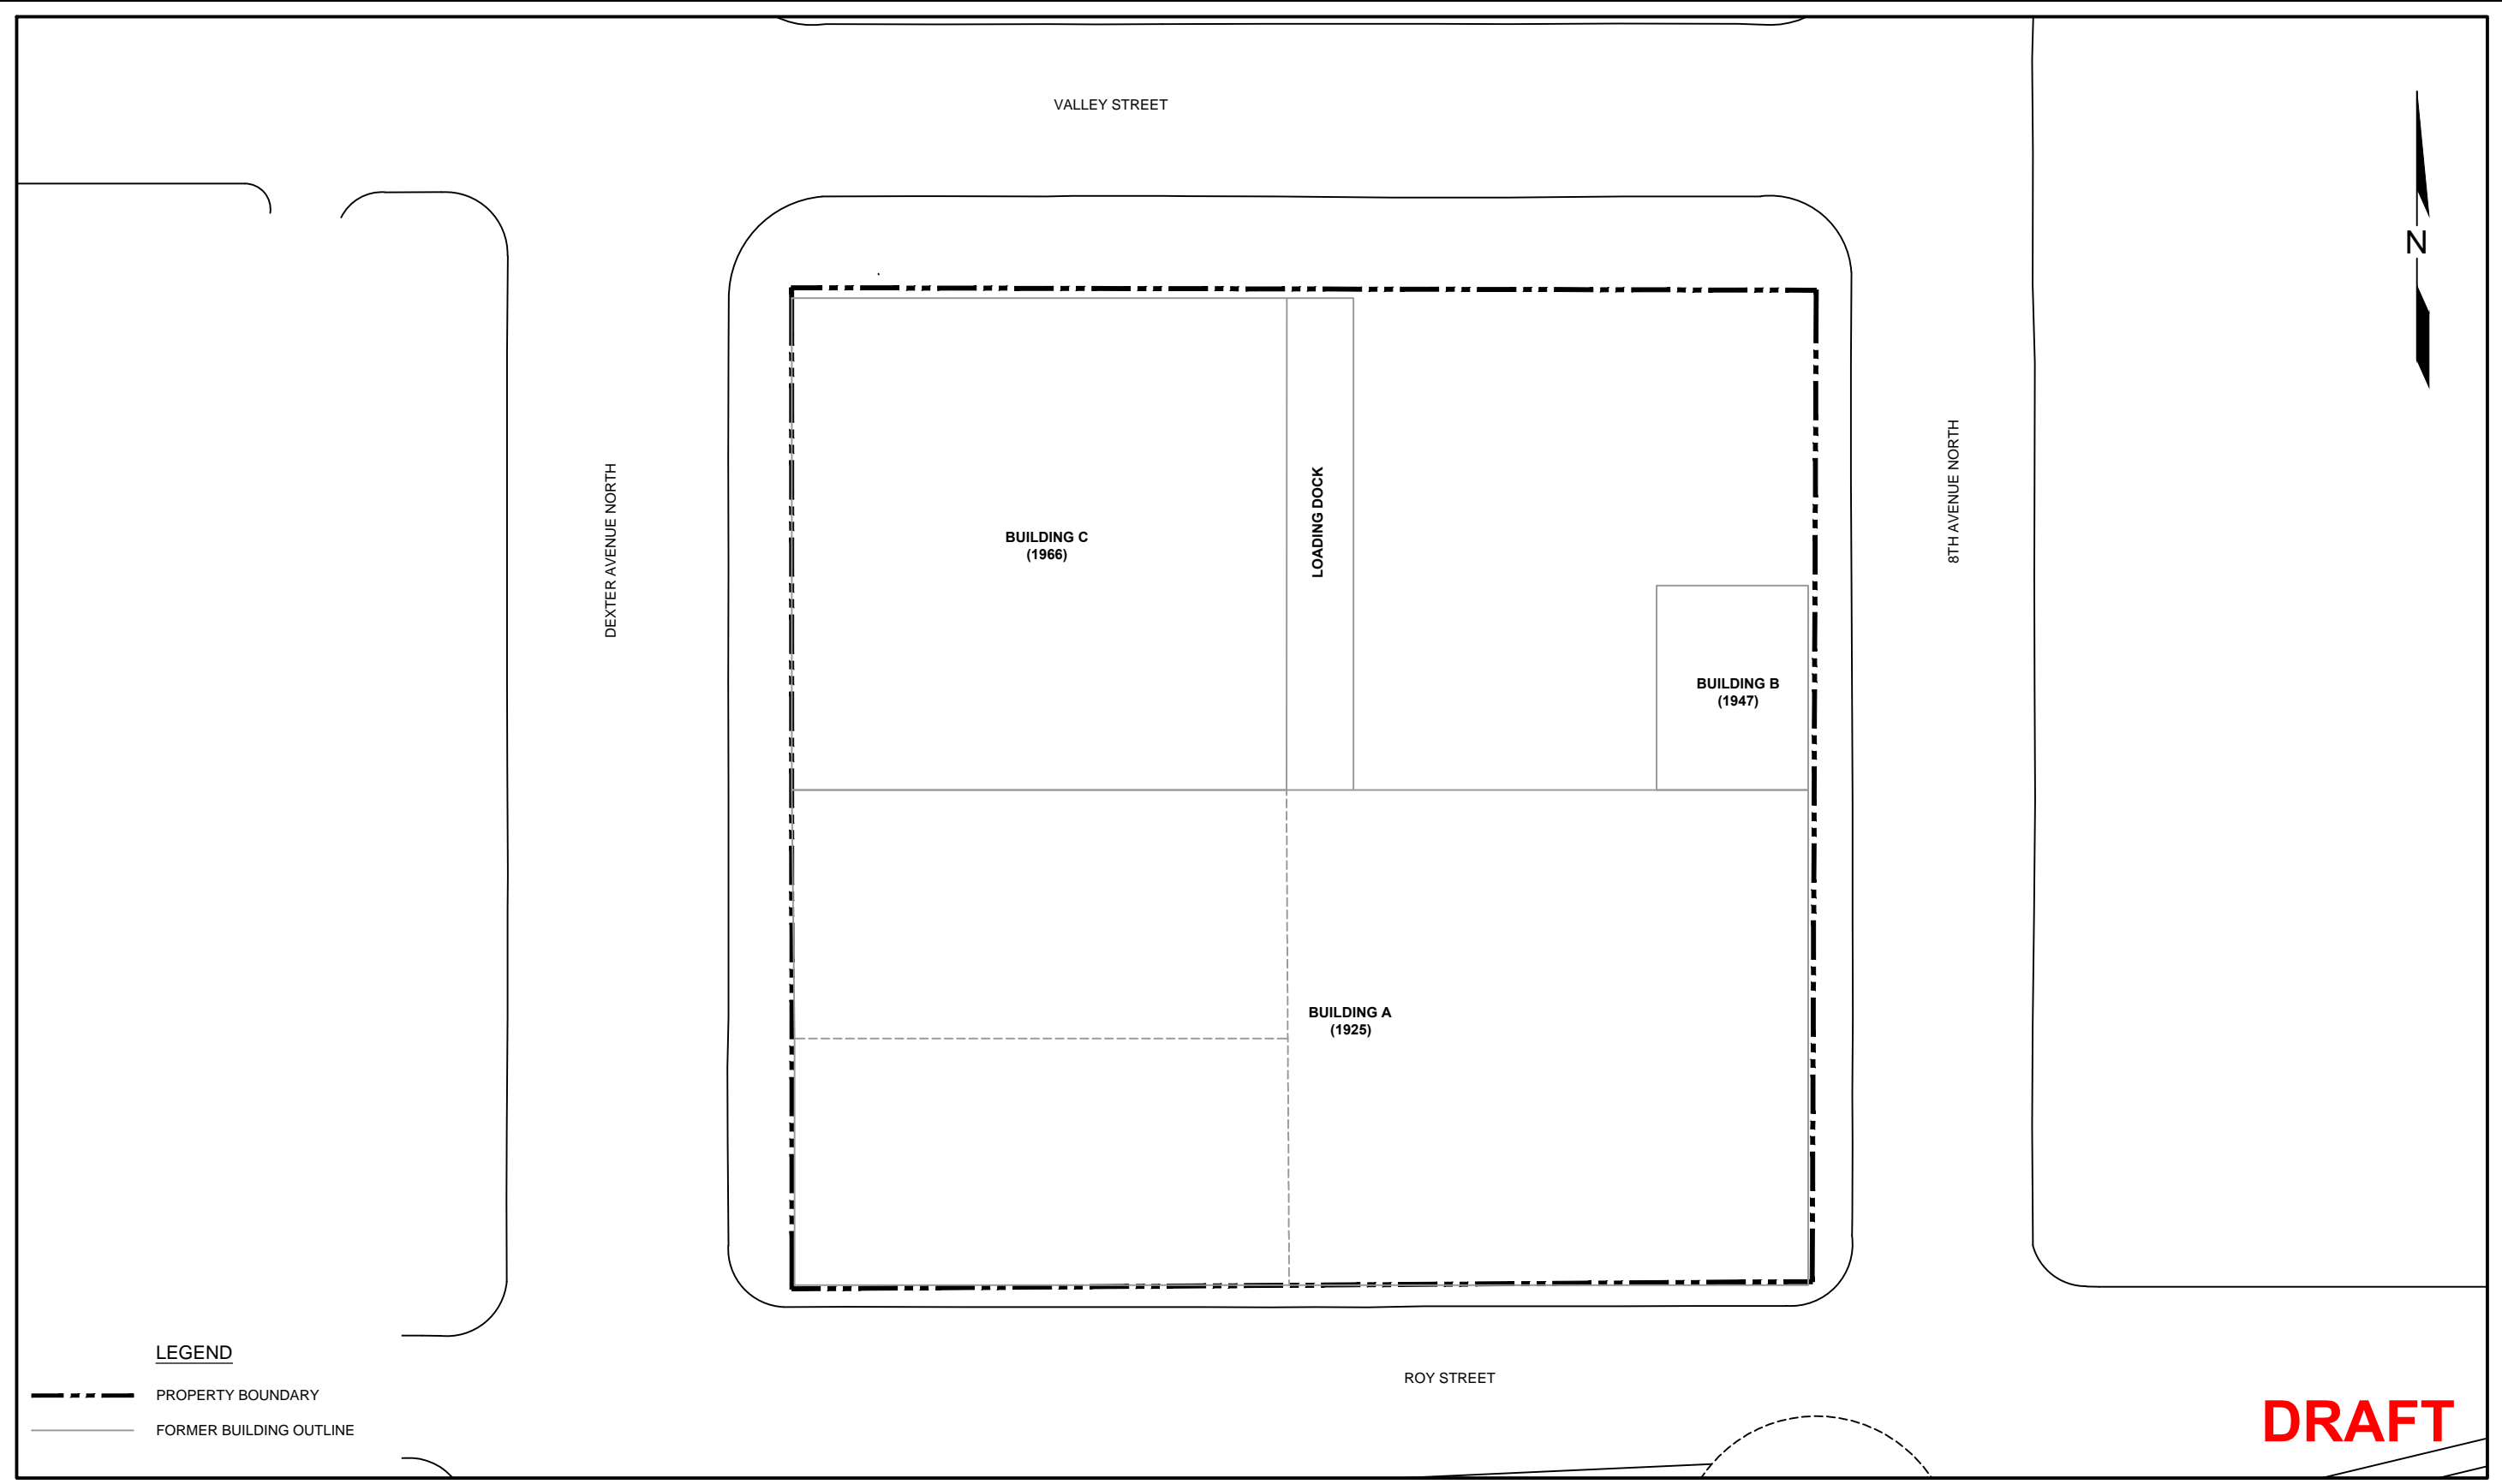 VALLEY STREET
N
DEXTER AVENUE NORTH
BUILDING C
(1966)
LOADING DOCK
8TH AVENUE NORTH
BUILDING B
(1947)
BUILDING A
(1925)
LEGEND
PROPERTY BOUNDARY
FORMER BUILDING OUTLINE
ROY STREET
DRAFT